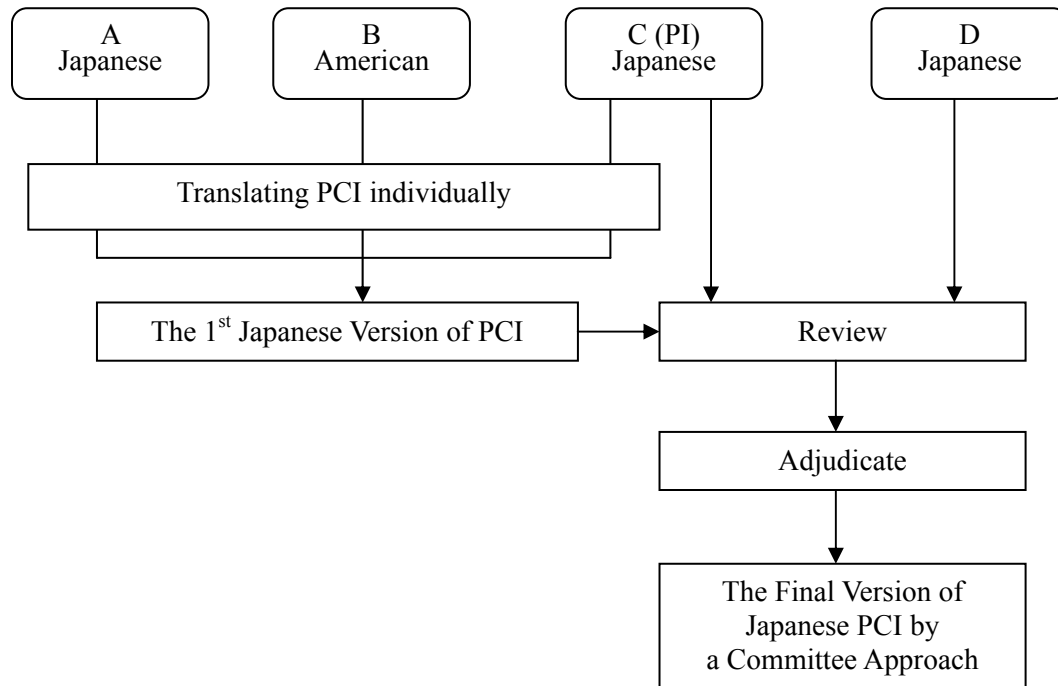 A
Japanese
B
American
C (PI)
Japanese
D
Japanese
Translating PCI individually
The 1st Japanese Version of PCI
Review
Adjudicate
The Final Version of
Japanese PCI by
a Committee Approach